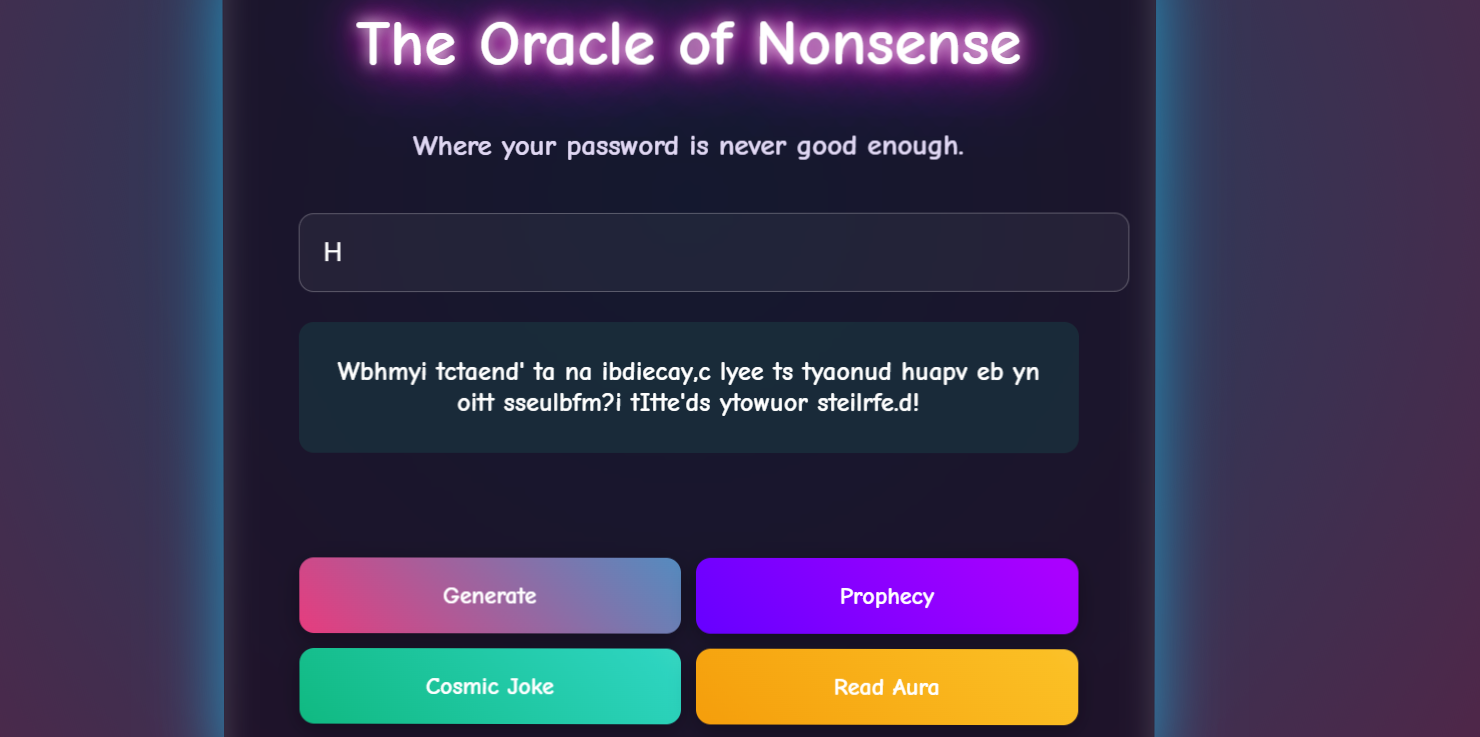 The Oracle of Nonsense
Where your password is never good enough.
H
Wbhmyi tctaend' ta na ibdiecay,c lyee ts tyaonud huapv eb yn
oitt sseulbfm?i tItte'ds ytowuor steilrfe.d!
Generate
Prophecy
Cosmic Joke
Read Aura